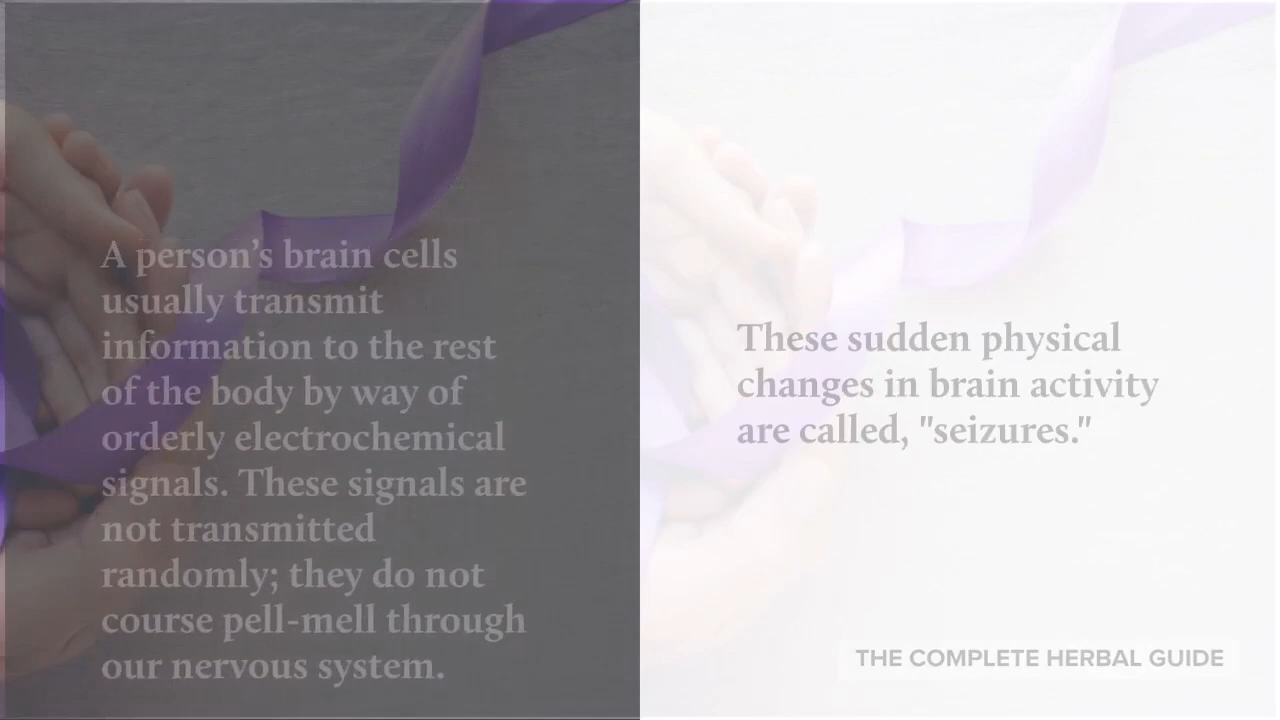 A person’s brain cells
usually transmit
information to the rest
of the body by way of
orderly electrochemical
signals. These signals are
not transmitted
randomly; they do not
course pell-mell through
our nervous system.
These sudden physical
changes in brain activity
are called, "seizures."
THE COMPLETE HERBAL GUIDE